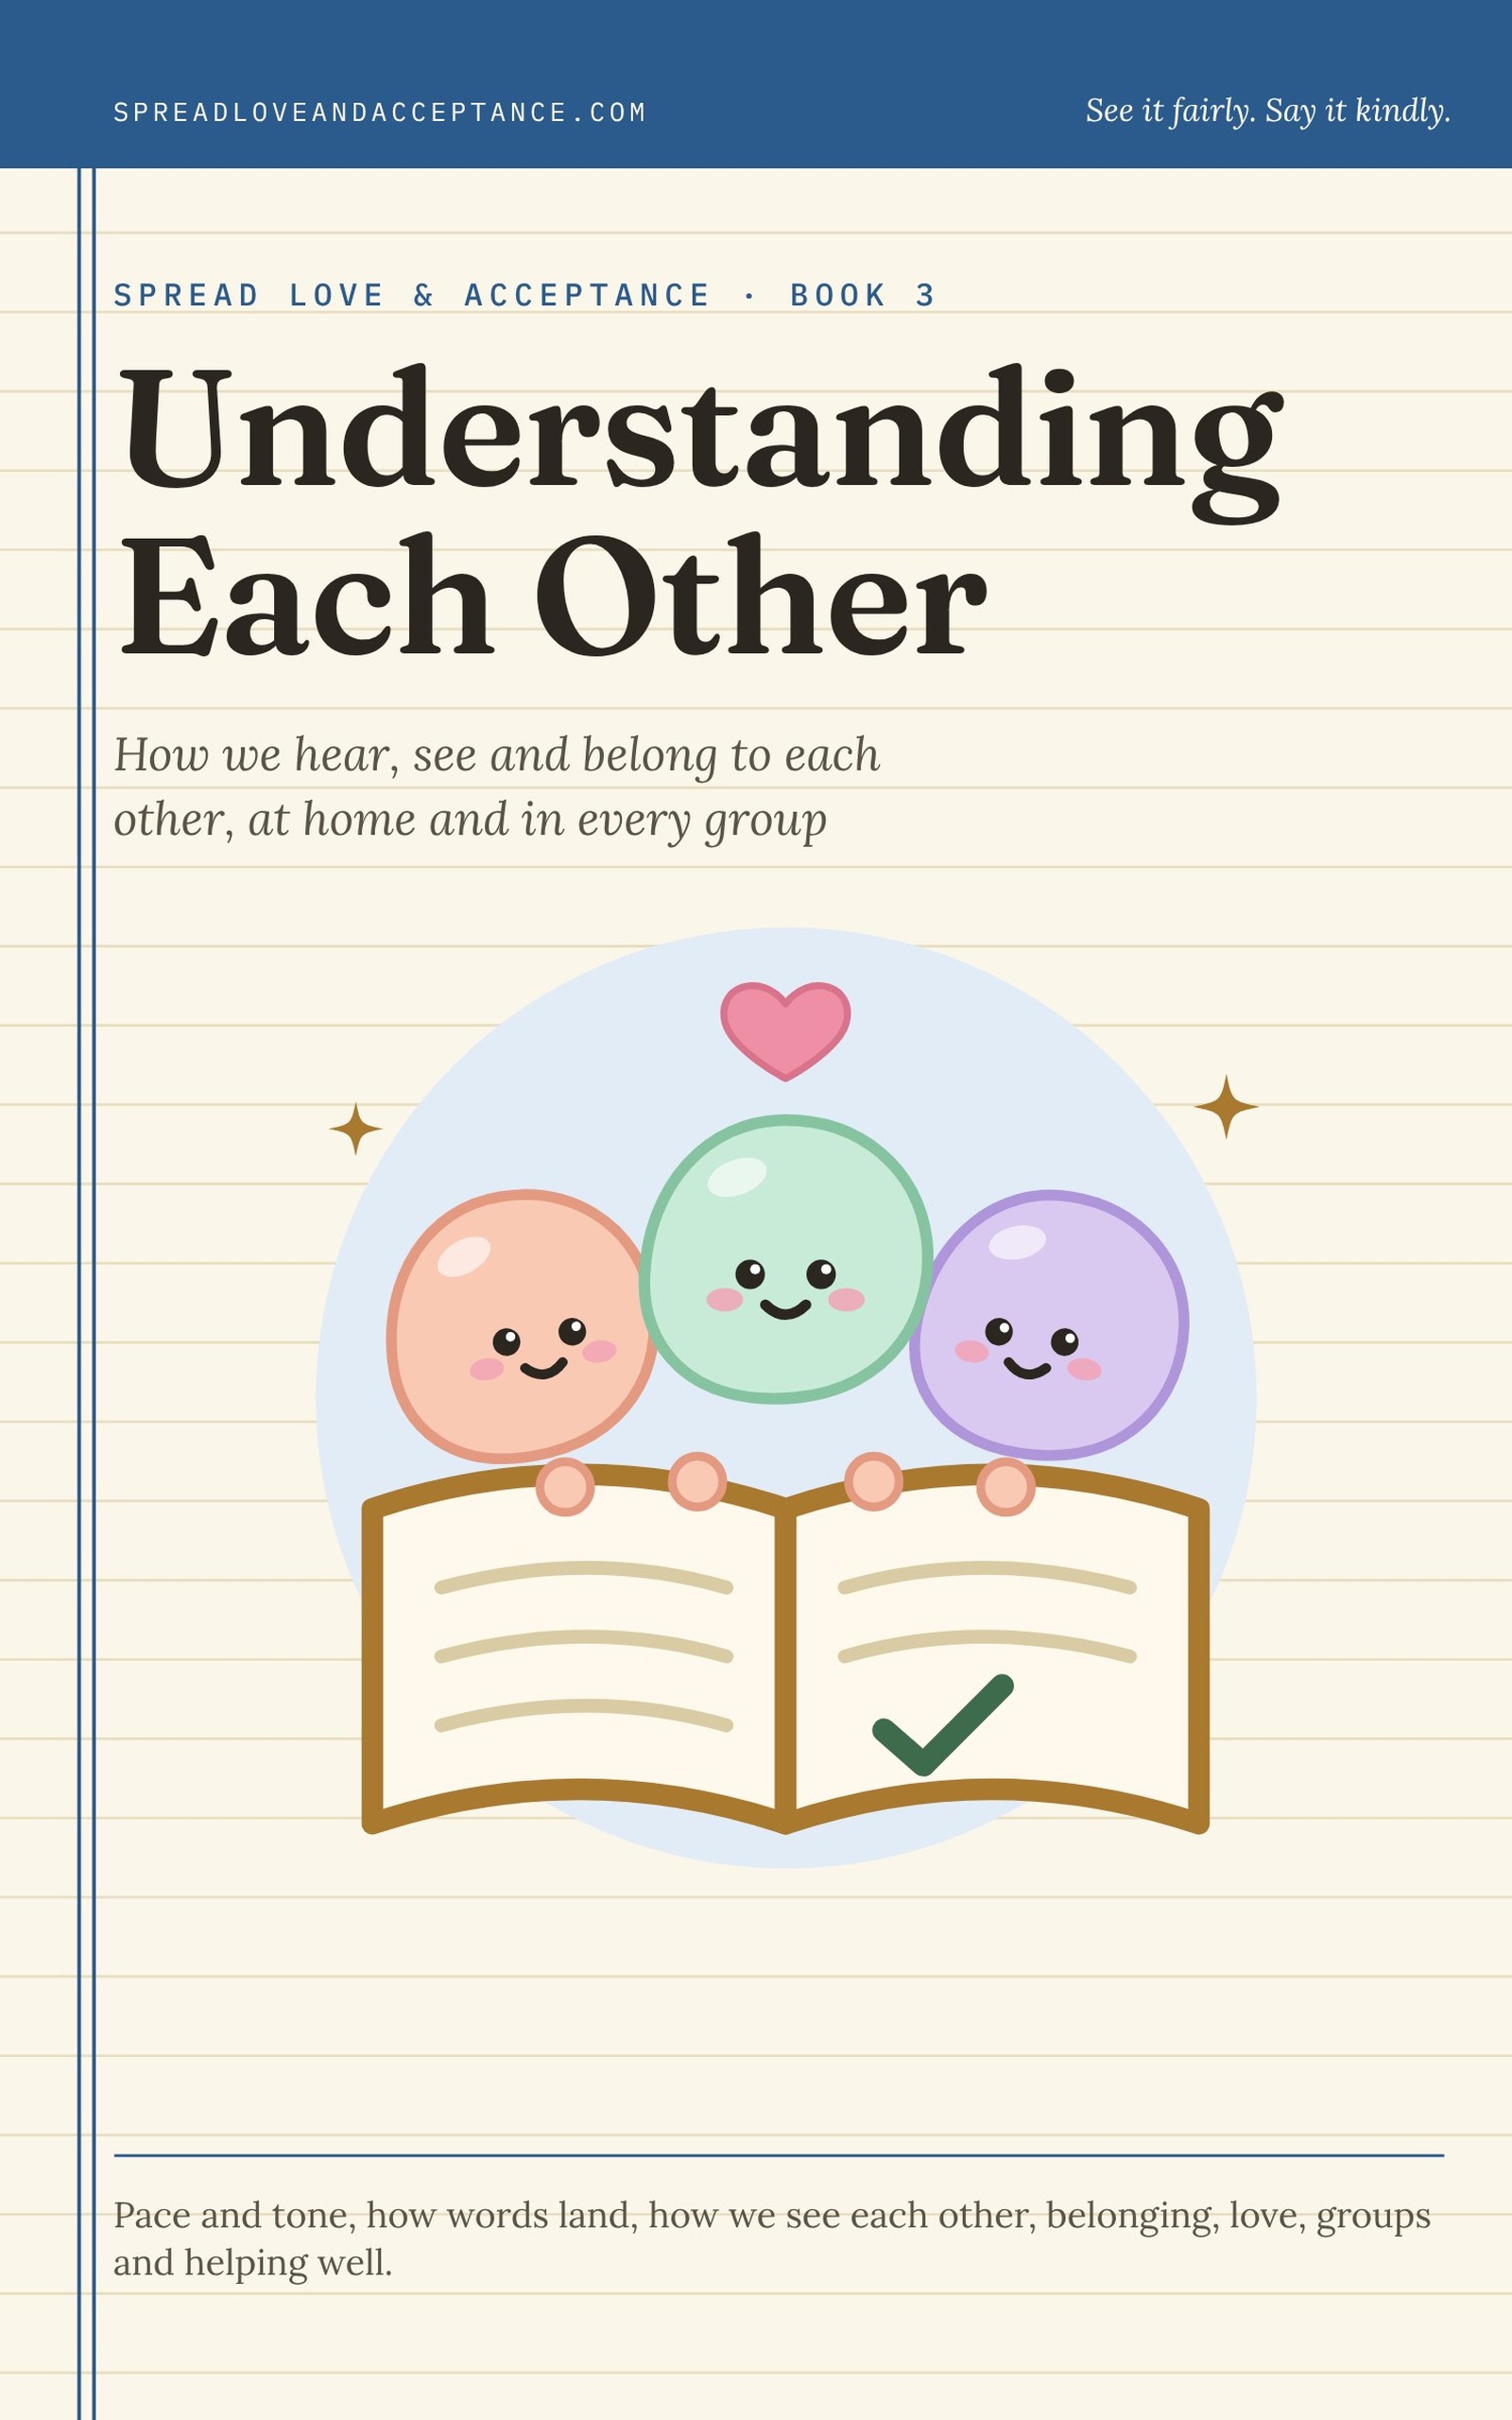 SPREADLOVEANDACCEPTANCE.COM
See it fairly. Say it kindly.
SPREAD LOVE & ACCEPTANCE · BOOK 3
Understanding
Each Other
How we hear, see and belong to each
other, at home and in every group
Pace and tone, how words land, how we see each other, belonging, love, groups
and helping well.